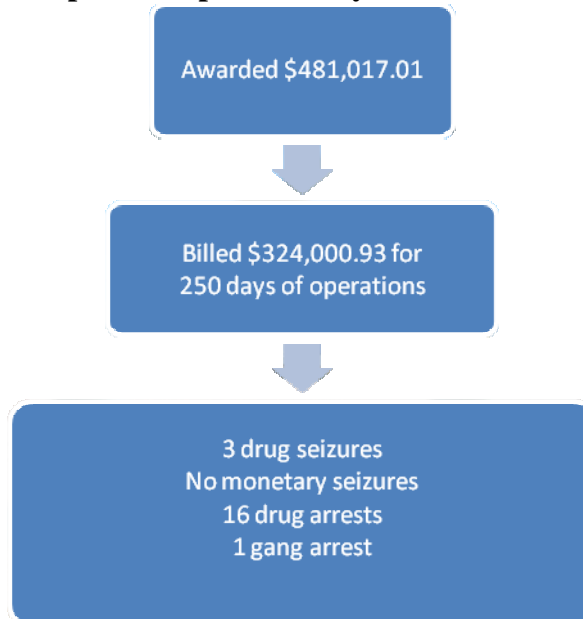 Awarded $481,017.01
Billed $324,000.93 for
250 days of operations
3 drug seizures
No monetary seizures
16 drug arrests
1 gang arrest